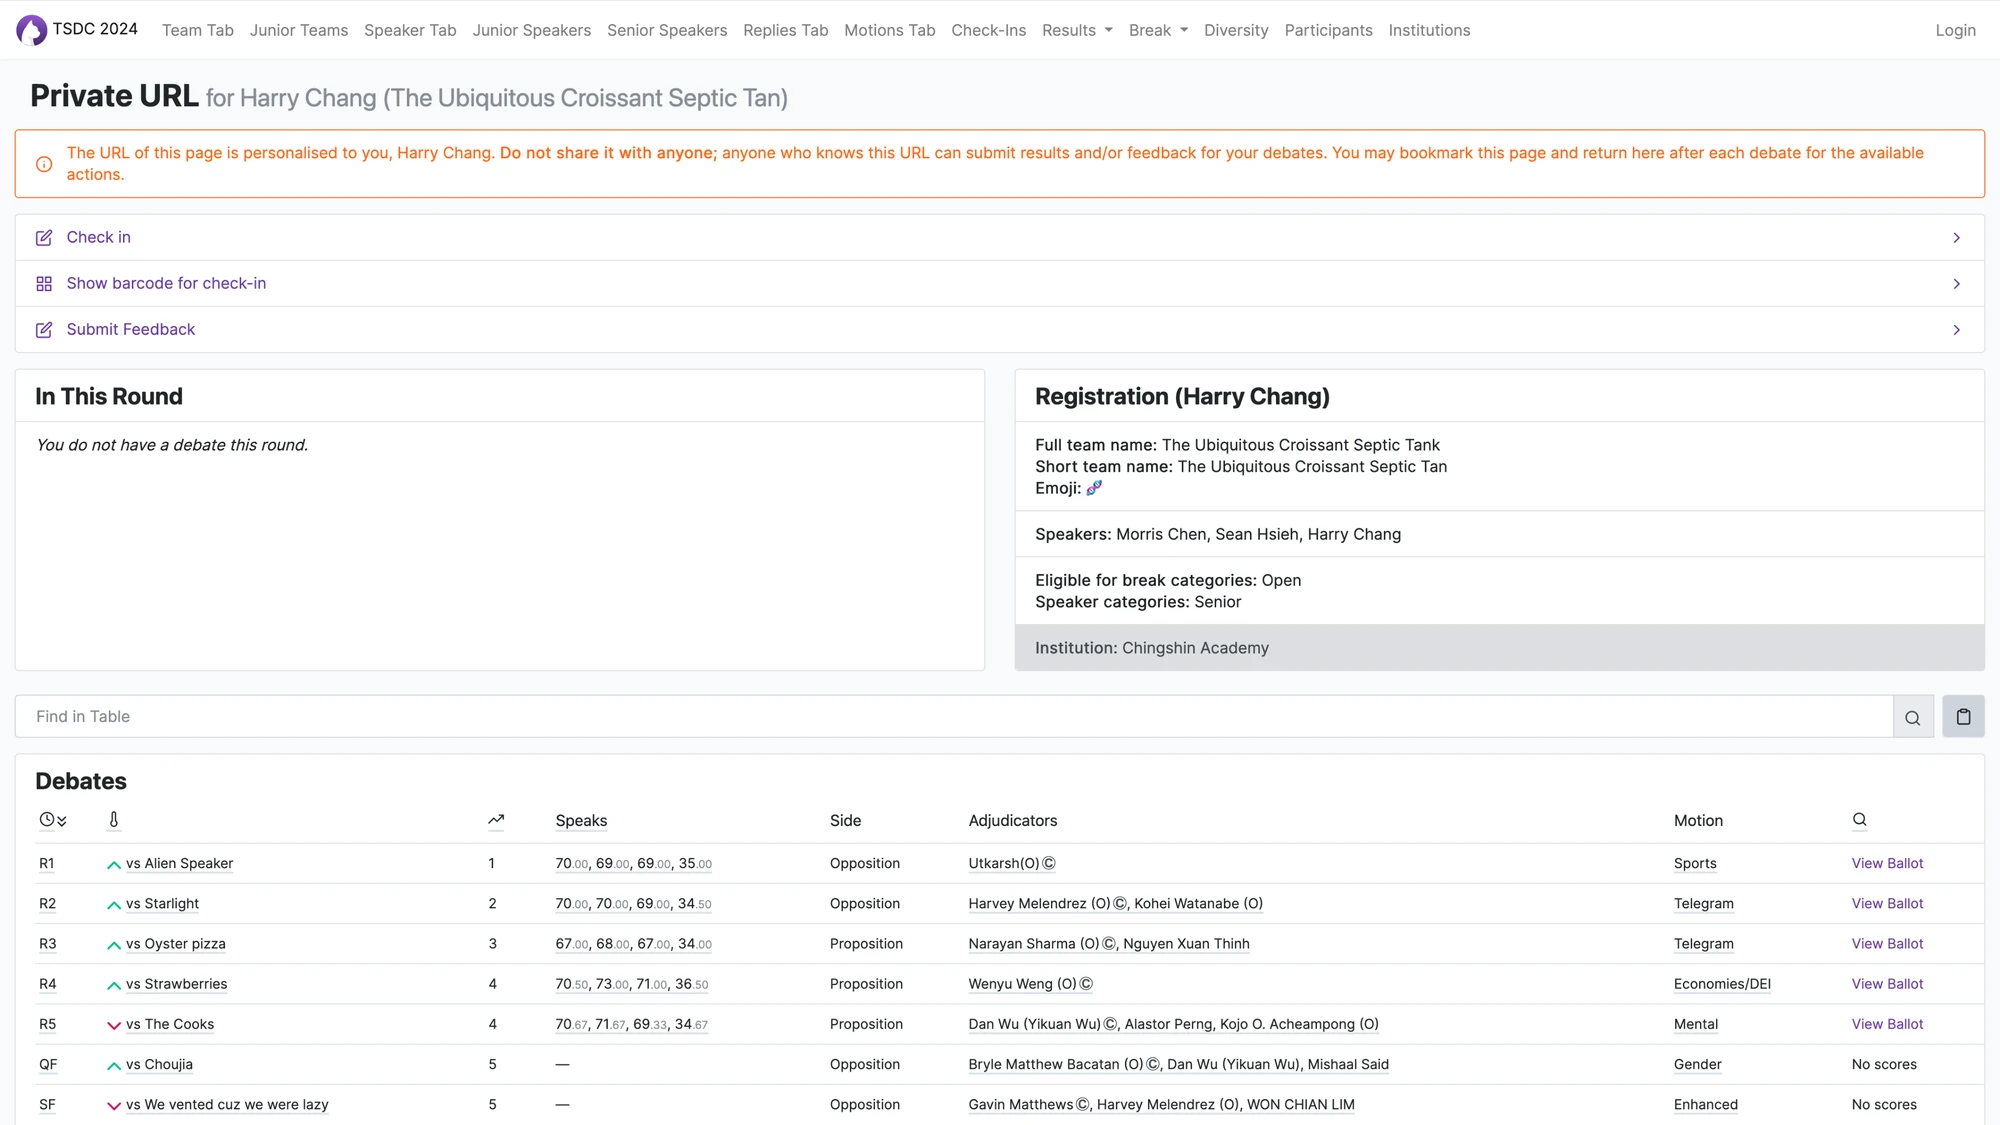 TSDC 2024 Team Tab Junior Teams Speaker Tab Junior Speakers Senior Speakers Replies Tab Motions Tab Check-Ins Results Break Diversity Participants Institutions Login
Private URL for Harry Chang (The Ubiquitous Croissant Septic Tan)
The URL of this page is personalised to you, Harry Chang. Do not share it with anyone; anyone who knows this URL can submit results and/or feedback for your debates. You may bookmark this page and return here after each debate for the available
actions.
Check in
Show barcode for check-in
Submit Feedback
In This Round
You do not have a debate this round.
Registration (Harry Chang)
Full team name: The Ubiquitous Croissant Septic Tank
Short team name: The Ubiquitous Croissant Septic Tan
Emoji: 🧬
Speakers: Morris Chen, Sean Hsieh, Harry Chang
Eligible for break categories: Open
Speaker categories: Senior
Institution: Chingshin Academy
Find in Table
Debates
Speaks Side Adjudicators Motion
R1 vs Alien Speaker 1 70.00, 69.00, 69.00, 35.00 Opposition Utkarsh(O)Ⓒ Sports View Ballot
R2 vs Starlight 2 70.00, 70.00, 69.00, 34.50 Opposition Harvey Melendrez (O)Ⓒ, Kohei Watanabe (O) Telegram View Ballot
R3 vs Oyster pizza 3 67.00, 68.00, 67.00, 34.00 Proposition Narayan Sharma (O)Ⓒ, Nguyen Xuan Thinh Telegram View Ballot
R4 vs Strawberries 4 70.50, 73.00, 71.00, 36.50 Proposition Wenyu Weng (O)Ⓒ Economies/DEI View Ballot
R5 vs The Cooks 4 70.67, 71.67, 69.33, 34.67 Proposition Dan Wu (Yikuan Wu)Ⓒ, Alastor Perng, Kojo O. Acheampong (O) Mental View Ballot
QF vs Choujia 5 — Opposition Bryle Matthew Bacatan (O)Ⓒ, Dan Wu (Yikuan Wu), Mishaal Said Gender No scores
SF vs We vented cuz we were lazy 5 — Opposition Gavin MatthewsⒸ, Harvey Melendrez (O), WON CHIAN LIM Enhanced No scores